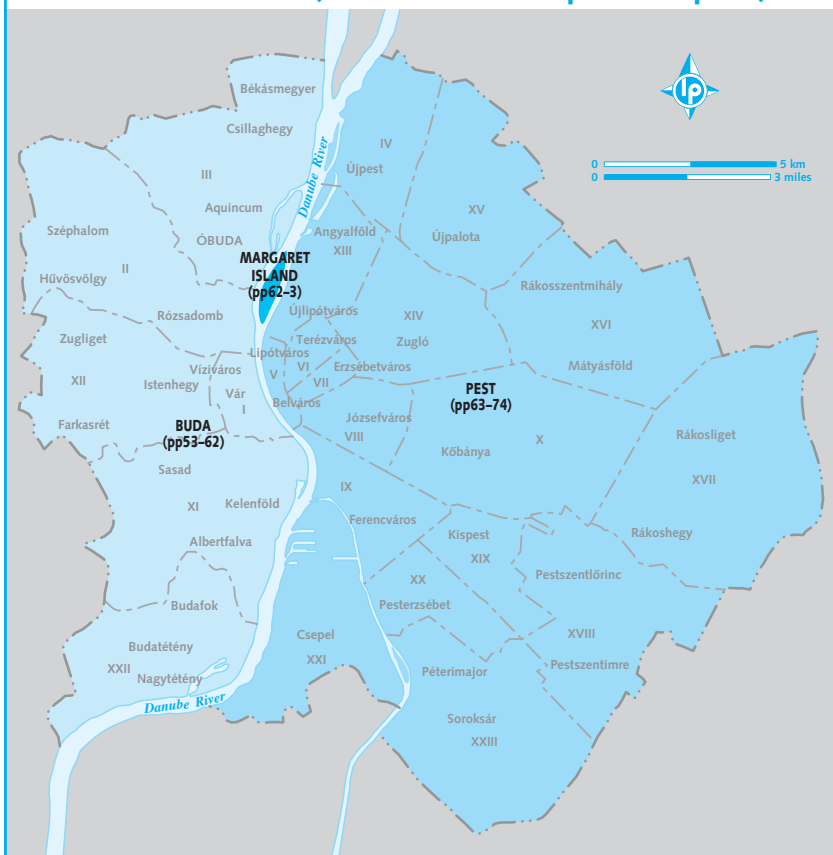 Békásmegyer
Csillaghegy
III
Aquincum
ÓBUDA
Danube River
IV
Újpest
XV
Újpalota
lp
0 5 km
0 3 miles
Széphalom
II
Hűvösvölgy
Rózsadomb
MARGARET
ISLAND
(pp62–3)
Angyalföld
XIII
Újlipótváros
XIV
Zugló
Rákosszentmihály
XVI
Mátyásföld
Zugliget
XII
Istenhegy
Farkasrét
Víziváros
Vár
I
Lipótváros
V
Terézváros
VI
VII
Erzsébetváros
Belváros
BUDA
(pp53–62)
Józsefváros
VIII
PEST
(pp63–74)
Kőbánya
X
Rákosliget
XVII
Rákoshegy
Sasad
XI
Kelenföld
Albertfalva
IX
Ferencváros
Kispest
XIX
XX
Pesterzsébet
Pestszentlőrinc
XVIII
Pestszentimre
Budafok
Budatétény
XXII
Nagytétény
Danube River
Csepel
XXI
Péterimajor
Soroksár
XXIII